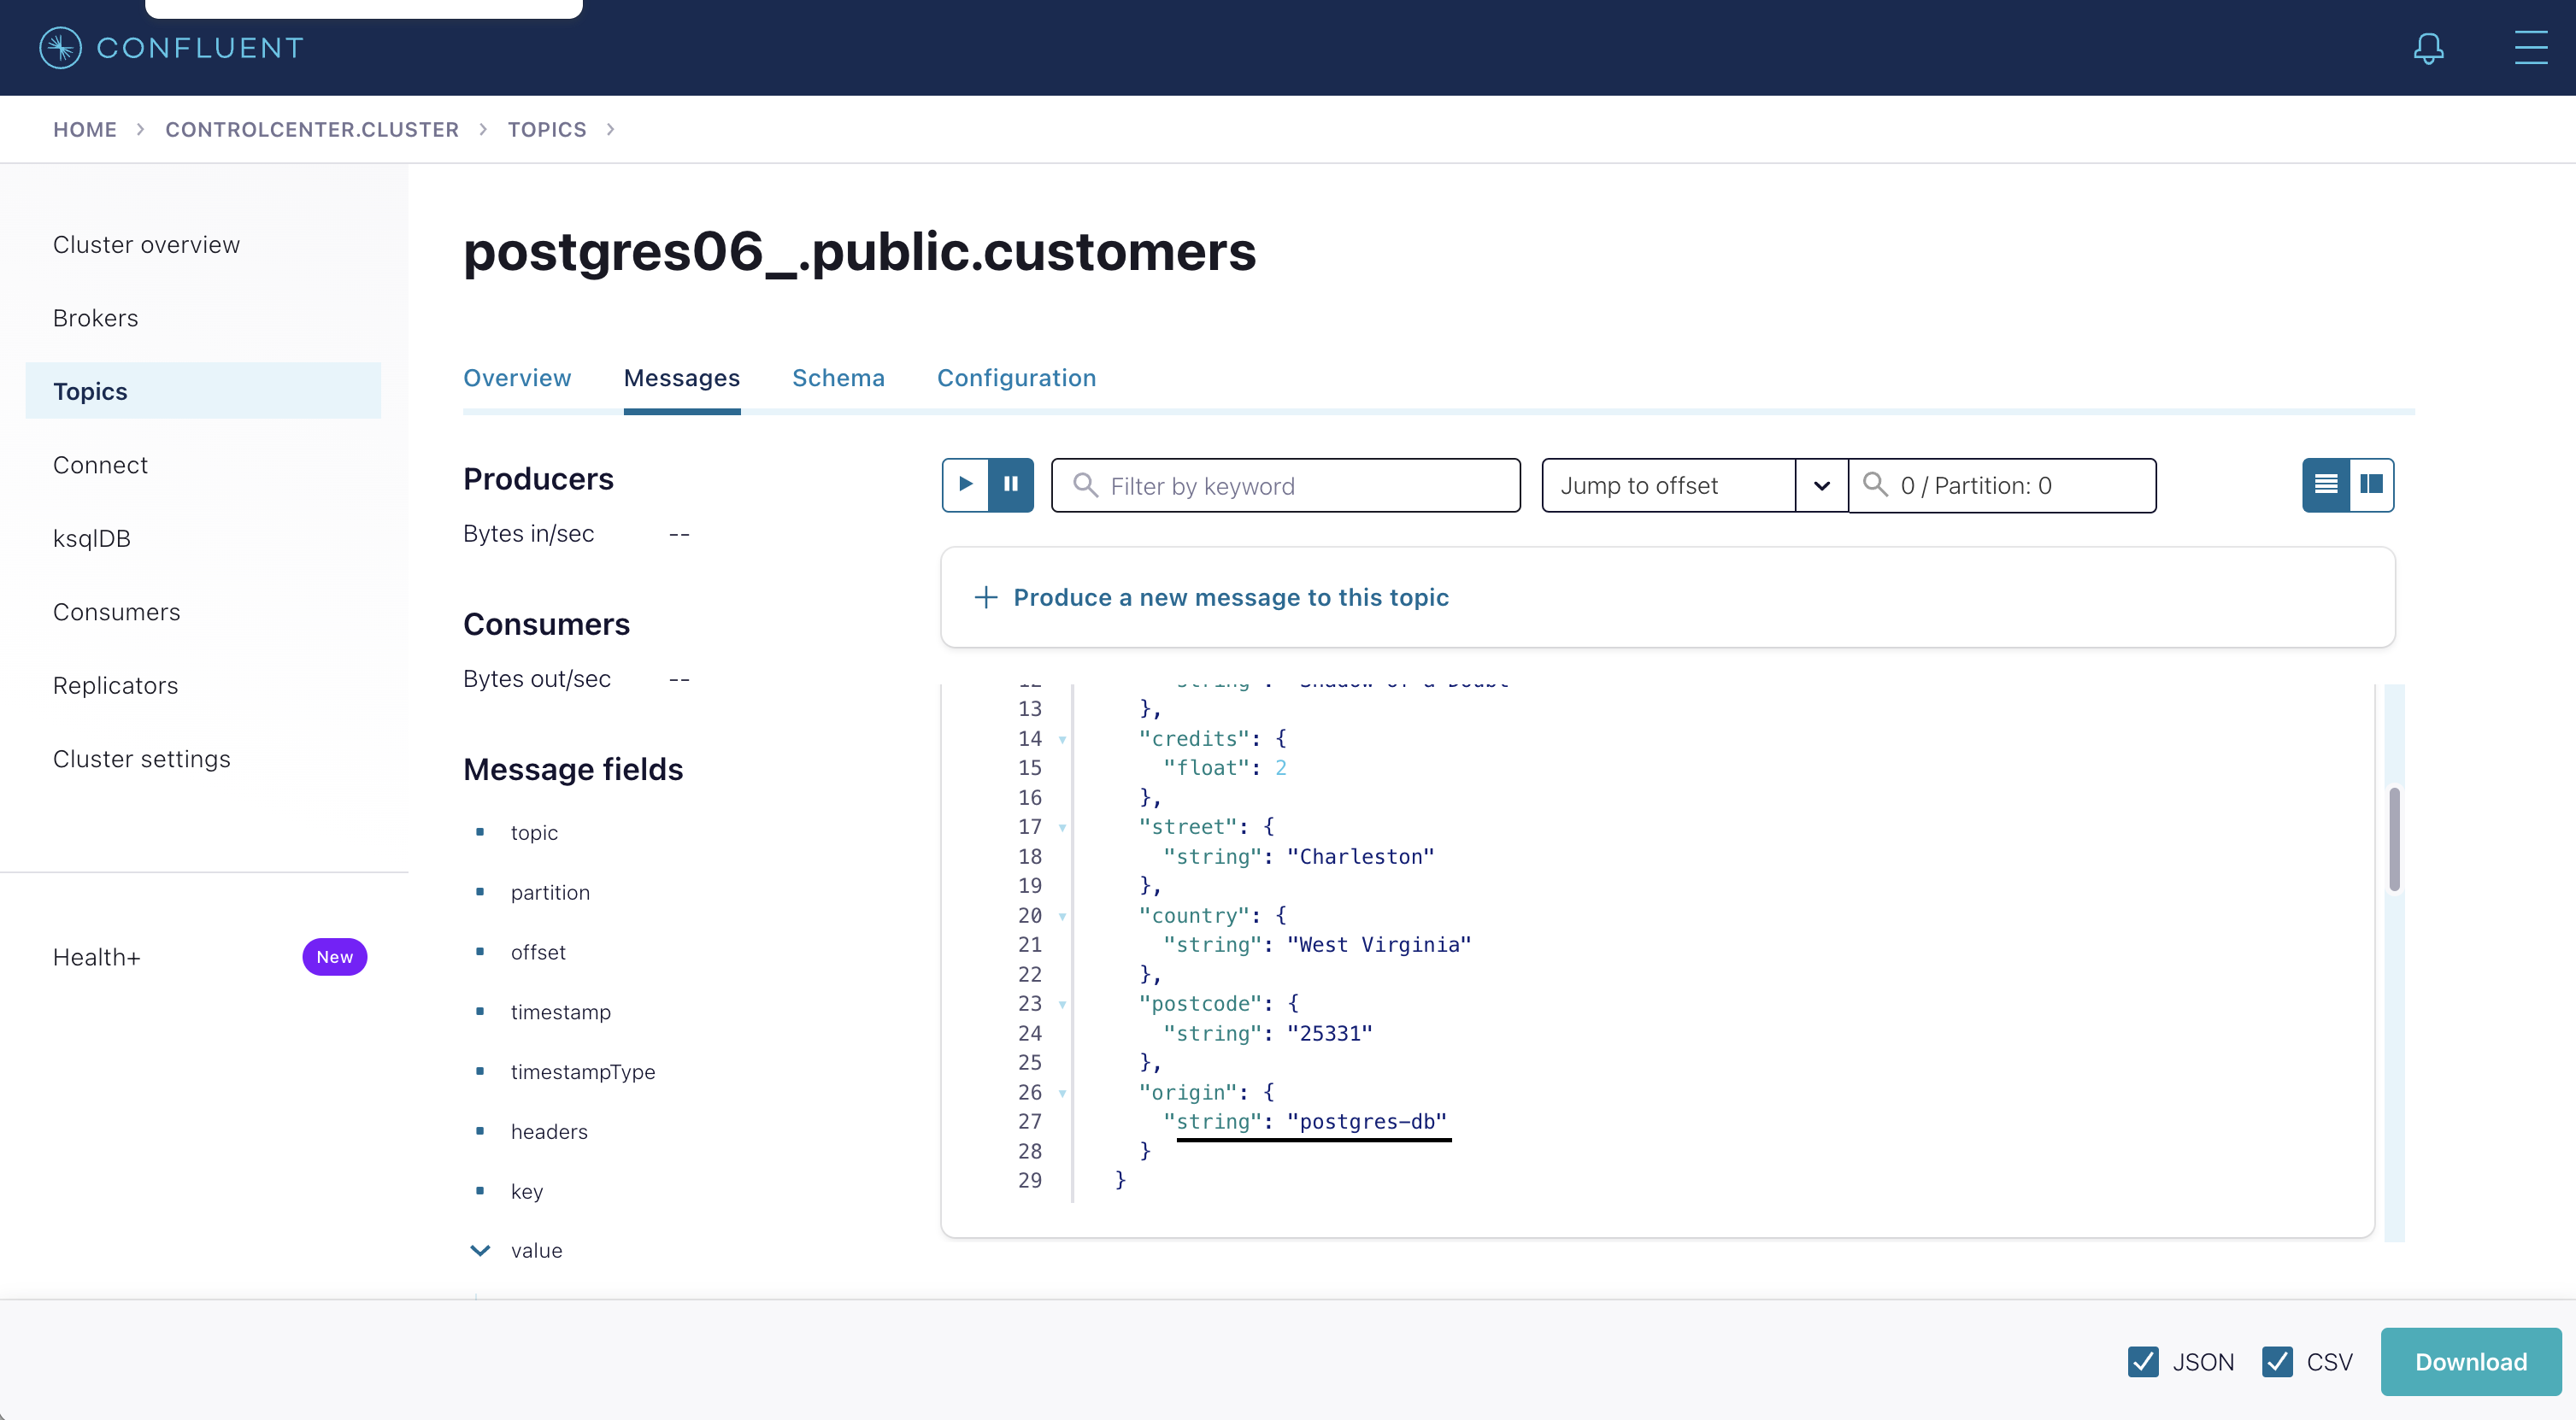 CONFLUENT
HOME > CONTROLCENTER.CLUSTER > TOPICS >
Cluster overview
Brokers
Topics
Connect
ksqlDB
Consumers
Replicators
Cluster settings
Health+ New
postgres06_.public.customers
Overview Messages Schema Configuration
Producers
Bytes in/sec --
Consumers
Bytes out/sec --
Message fields
topic
partition
offset
timestamp
timestampType
headers
key
value
Filter by keyword
Jump to offset
0 / Partition: 0
+ Produce a new message to this topic
12 "string": "Shadow of a Doubt"
13 },
14 "credits": {
15 "float": 2
16 },
17 "street": {
18 "string": "Charleston"
19 },
20 "country": {
21 "string": "West Virginia"
22 },
23 "postcode": {
24 "string": "25331"
25 },
26 "origin": {
27 "string": "postgres-db"
28 }
29 }
JSON CSV Download